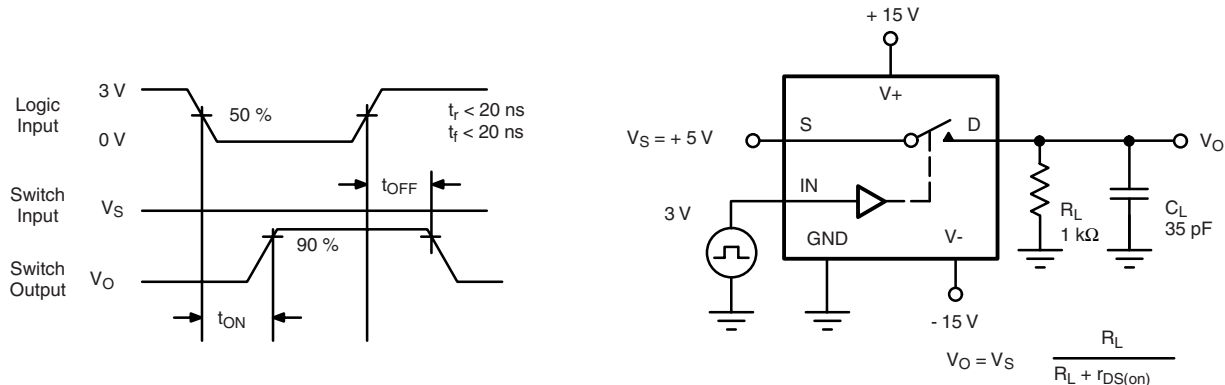 Logic
Input
3 V
0 V
50 %
t_r < 20 ns
t_f < 20 ns
t_OFF
Switch
Input
V_S
90 %
Switch
Output
V_O
t_ON
+ 15 V
V+
S
D
V_S = + 5 V
V_O
IN
3 V
GND
V-
R_L
1 kΩ
C_L
35 pF
- 15 V
V_O = V_S R_L / R_L + r_DS(on)